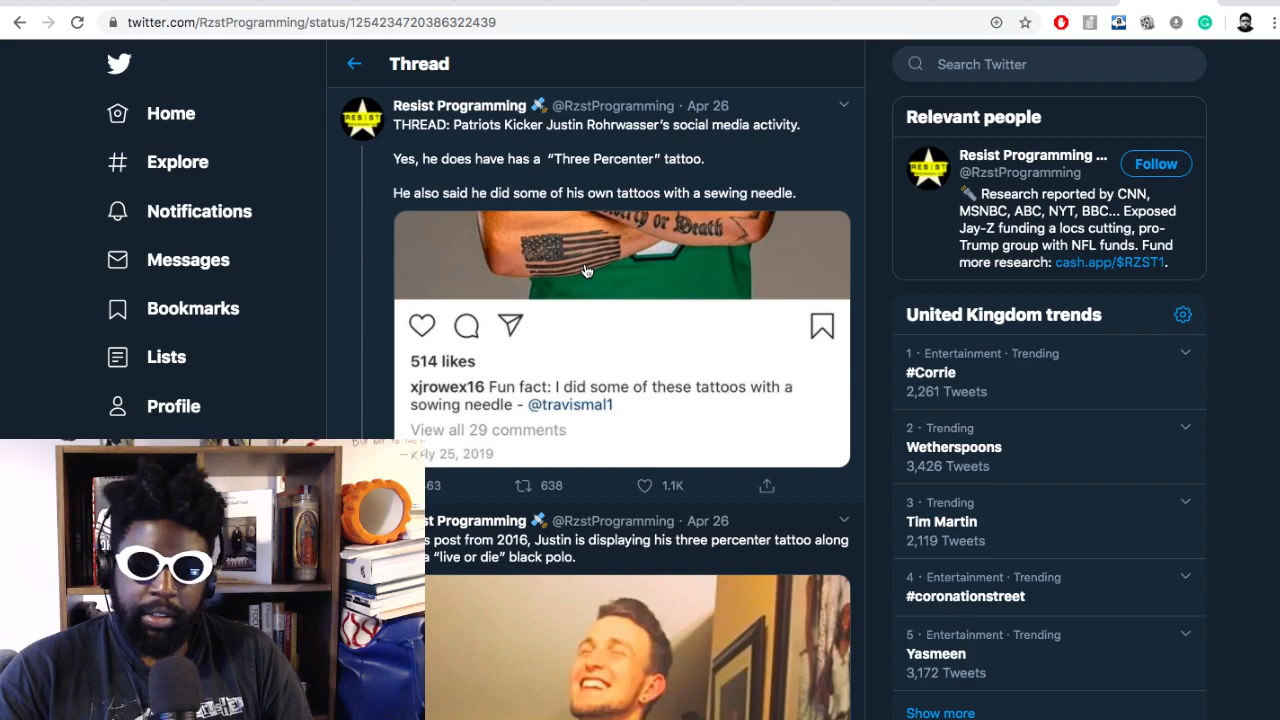 twitter.com/RzstProgramming/status/1254234720386322439
Home
Explore
Notifications
Messages
Bookmarks
Lists
Profile
Thread
RESIST
Resist Programming @RzstProgramming · Apr 26
THREAD: Patriots Kicker Justin Rohrwasser's social media activity.
Yes, he does have has a “Three Percenter” tattoo.
He also said he did some of his own tattoos with a sewing needle.
or Death
514 likes
xjrowex16 Fun fact: I did some of these tattoos with a
sowing needle - @travismal1
View all 29 comments
ly 25, 2019
63
638
1.1K
st Programming @RzstProgramming · Apr 26
s post from 2016, Justin is displaying his three percenter tattoo along
a “live or die” black polo.
Search Twitter
Relevant people
RESIST
Resist Programming ...
@RzstProgramming
Follow
Research reported by CNN,
MSNBC, ABC, NYT, BBC... Exposed
Jay-Z funding a locs cutting, pro-
Trump group with NFL funds. Fund
more research: cash.app/$RZST1.
United Kingdom trends
1 · Entertainment · Trending
#Corrie
2,261 Tweets
2 · Trending
Wetherspoons
3,426 Tweets
3 · Trending
Tim Martin
2,119 Tweets
4 · Entertainment · Trending
#coronationstreet
5 · Entertainment · Trending
Yasmeen
3,172 Tweets
Show more